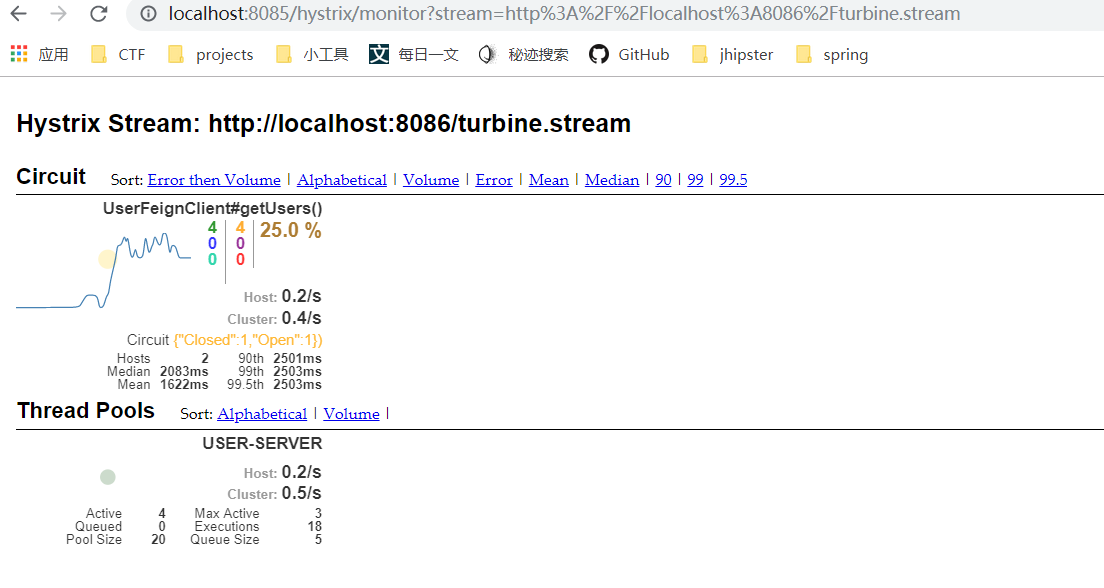 localhost:8085/hystrix/monitor?stream=http%3A%2F%2Flocalhost%3A8086%2Fturbine.stream
应用 CTF projects 小工具 文 每日一文 秘迹搜索 GitHub jhipster spring
Hystrix Stream: http://localhost:8086/turbine.stream
Circuit Sort: Error then Volume | Alphabetical | Volume | Error | Mean | Median | 90 | 99 | 99.5
UserFeignClient#getUsers()
4 4 25.0 %
0 0
0 0
Host: 0.2/s
Cluster: 0.4/s
Circuit {"Closed":1,"Open":1})
Hosts 2 90th 2501ms
Median 2083ms 99th 2503ms
Mean 1622ms 99.5th 2503ms
Thread Pools Sort: Alphabetical | Volume |
USER-SERVER
Host: 0.2/s
Cluster: 0.5/s
Active 4 Max Active 3
Queued 0 Executions 18
Pool Size 20 Queue Size 5